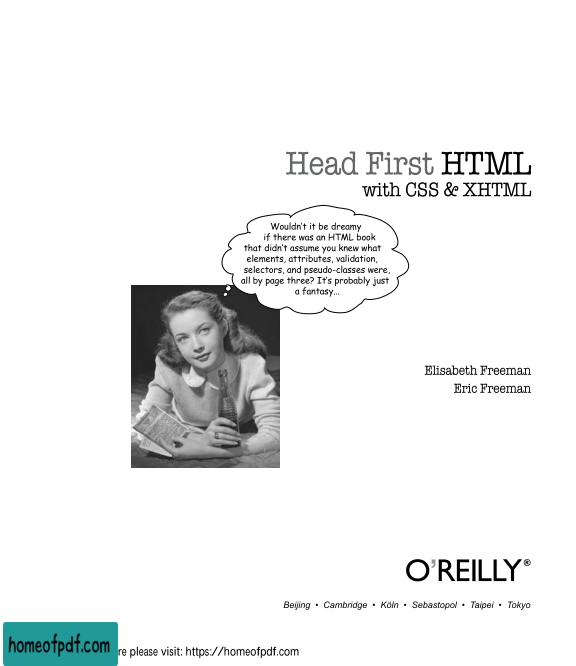 Head First HTML
with CSS & XHTML
Wouldn't it be dreamy
if there was an HTML book
that didn't assume you knew what
elements, attributes, validation,
selectors, and pseudo-classes were,
all by page three? It's probably just
a fantasy...
Elisabeth Freeman
Eric Freeman
O'REILLY®
Beijing • Cambridge • Köln • Sebastopol • Taipei • Tokyo
homeofpdf.com
re please visit: https://homeofpdf.com